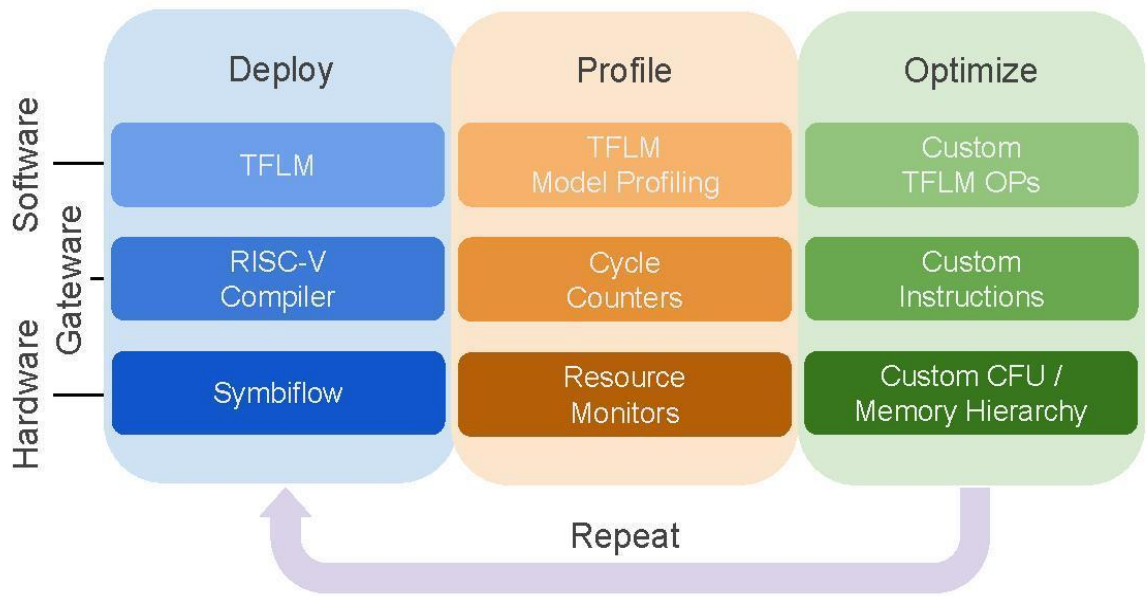 Deploy
Profile
Optimize
Software
TFLM
TFLM
Model Profiling
Custom
TFLM OPs
Gateware
RISC-V
Compiler
Cycle
Counters
Custom
Instructions
Hardware
Symbiflow
Resource
Monitors
Custom CFU /
Memory Hierarchy
Repeat